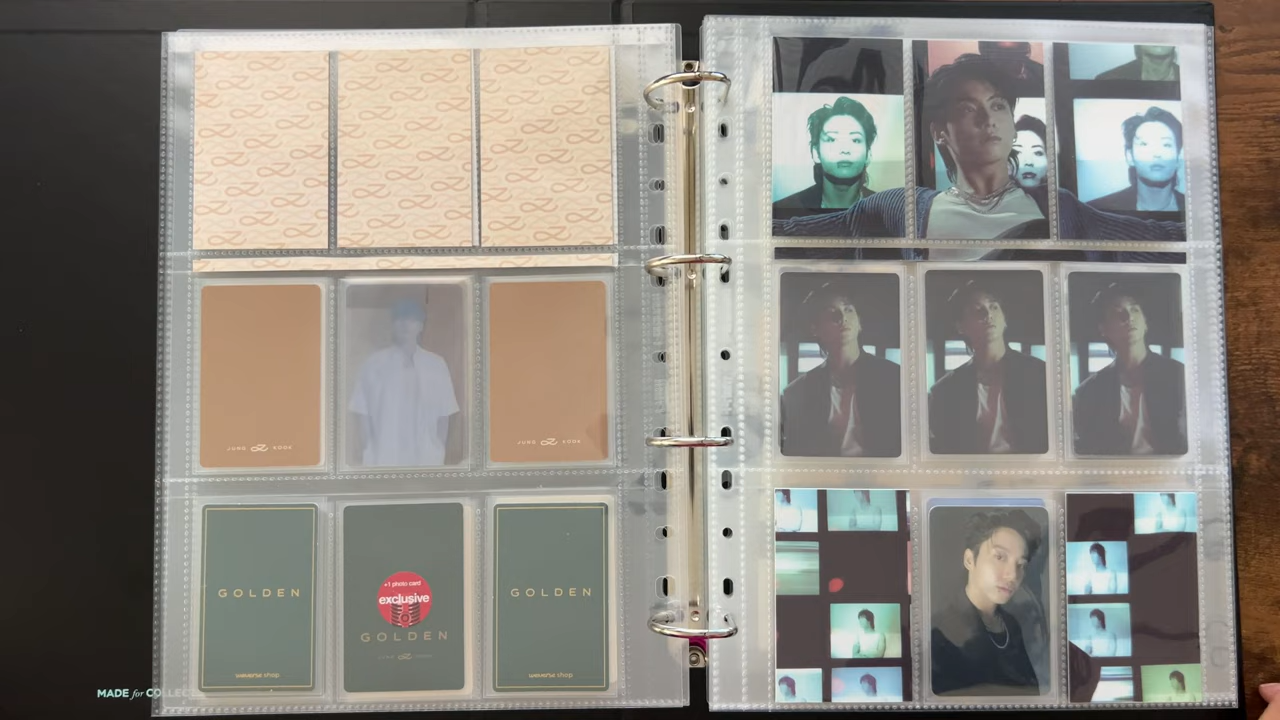 JUNG KOOK
JUNG KOOK
GOLDEN
weverse shop
+1 photo card
exclusive
GOLDEN
JUNG KOOK
GOLDEN
weverse shop
MADE for COLLECT